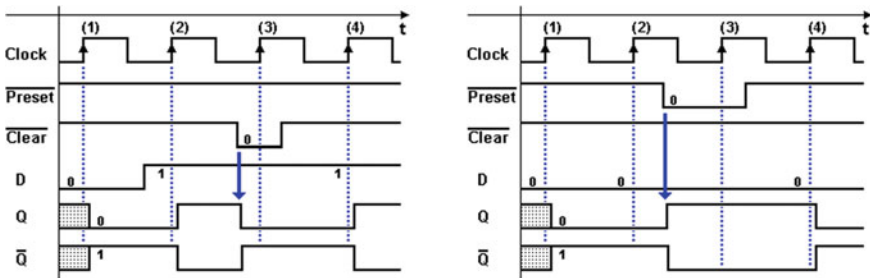 (1) (2) (3) (4) t
Clock
Preset
Clear 0
D 0 1 1
Q 0
Q 1
(1) (2) (3) (4) t
Clock
Preset 0
Clear
D 0 0 0
Q 0
Q 1